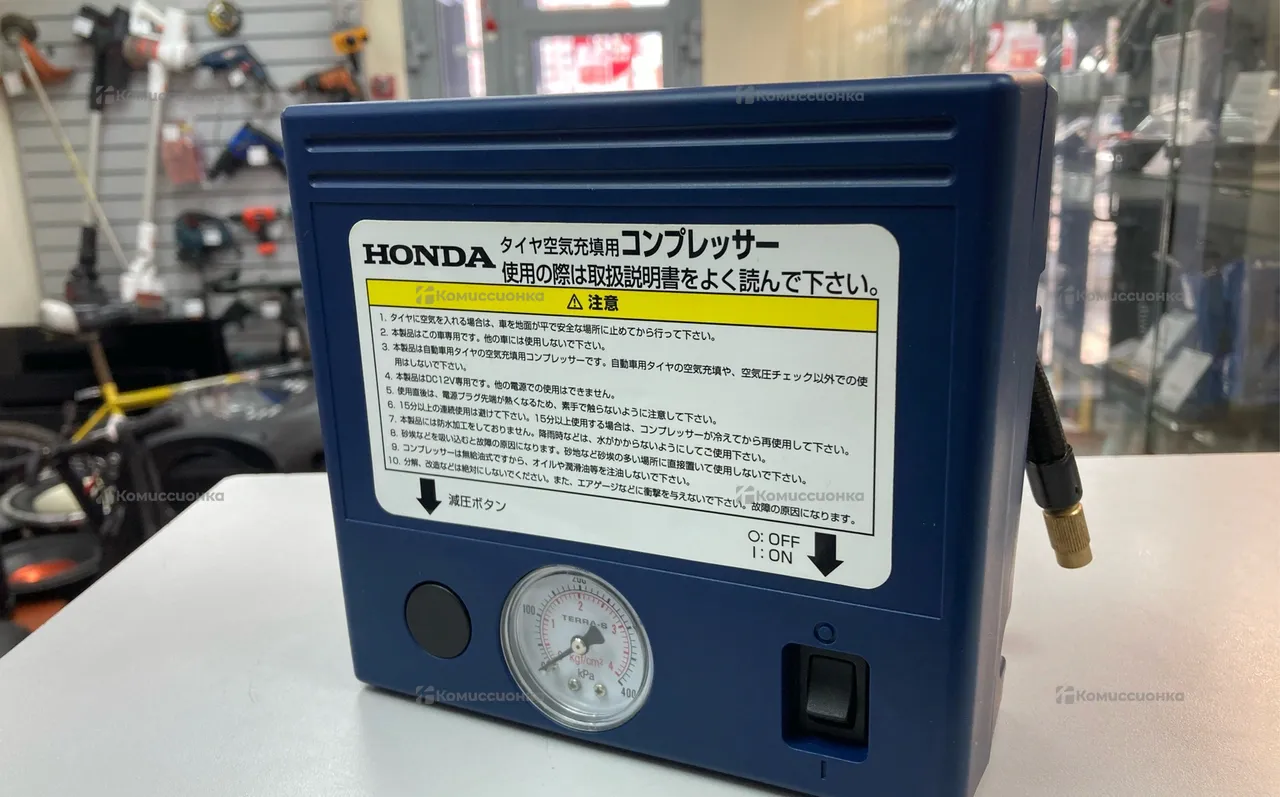 HONDA タイヤ空気充填用コンプレッサー
使用の際は取扱説明書をよく読んで下さい。
⚠ 注意
1. タイヤに空気を入れる場合は、車を地面が平で安全な場所に止めてから行って下さい。
2. 本製品はこの車専用です。他の車には使用しないで下さい。
3. 本製品は自動車用タイヤの空気充填用コンプレッサーです。自動車用タイヤの空気充填や、空気圧チェック以外での使
用はしないで下さい。
4. 本製品はDC12V専用です。他の電源での使用はできません。
5. 使用直後は、電源プラグ先端が熱くなるため、素手で触らないように注意して下さい。
6. 15分以上の連続使用は避けて下さい。15分以上使用する場合は、コンプレッサーが冷えてから再使用して下さい。
7. 本製品には防水加工をしておりません。降雨時などは、水がかからないようにしてご使用下さい。
8. 砂埃などを吸い込むと故障の原因になります。砂地など砂埃の多い場所に直接置いて使用しないで下さい。
9. コンプレッサーは無給油式ですから、オイルや潤滑油等を注油しないで下さい。
10. 分解、改造などは絶対にしないでください。また、エアゲージなどに衝撃を与えないで下さい。故障の原因になります。
減圧ボタン
O: OFF
I: ON
200
100 2
1 3
TERRA-S
kgf/cm² 4
kPa
400
O
I
Комиссионка
Комиссионка
Комиссионка
Комиссионка
Комиссионка
Комиссионка
Комиссионка
Комиссионка